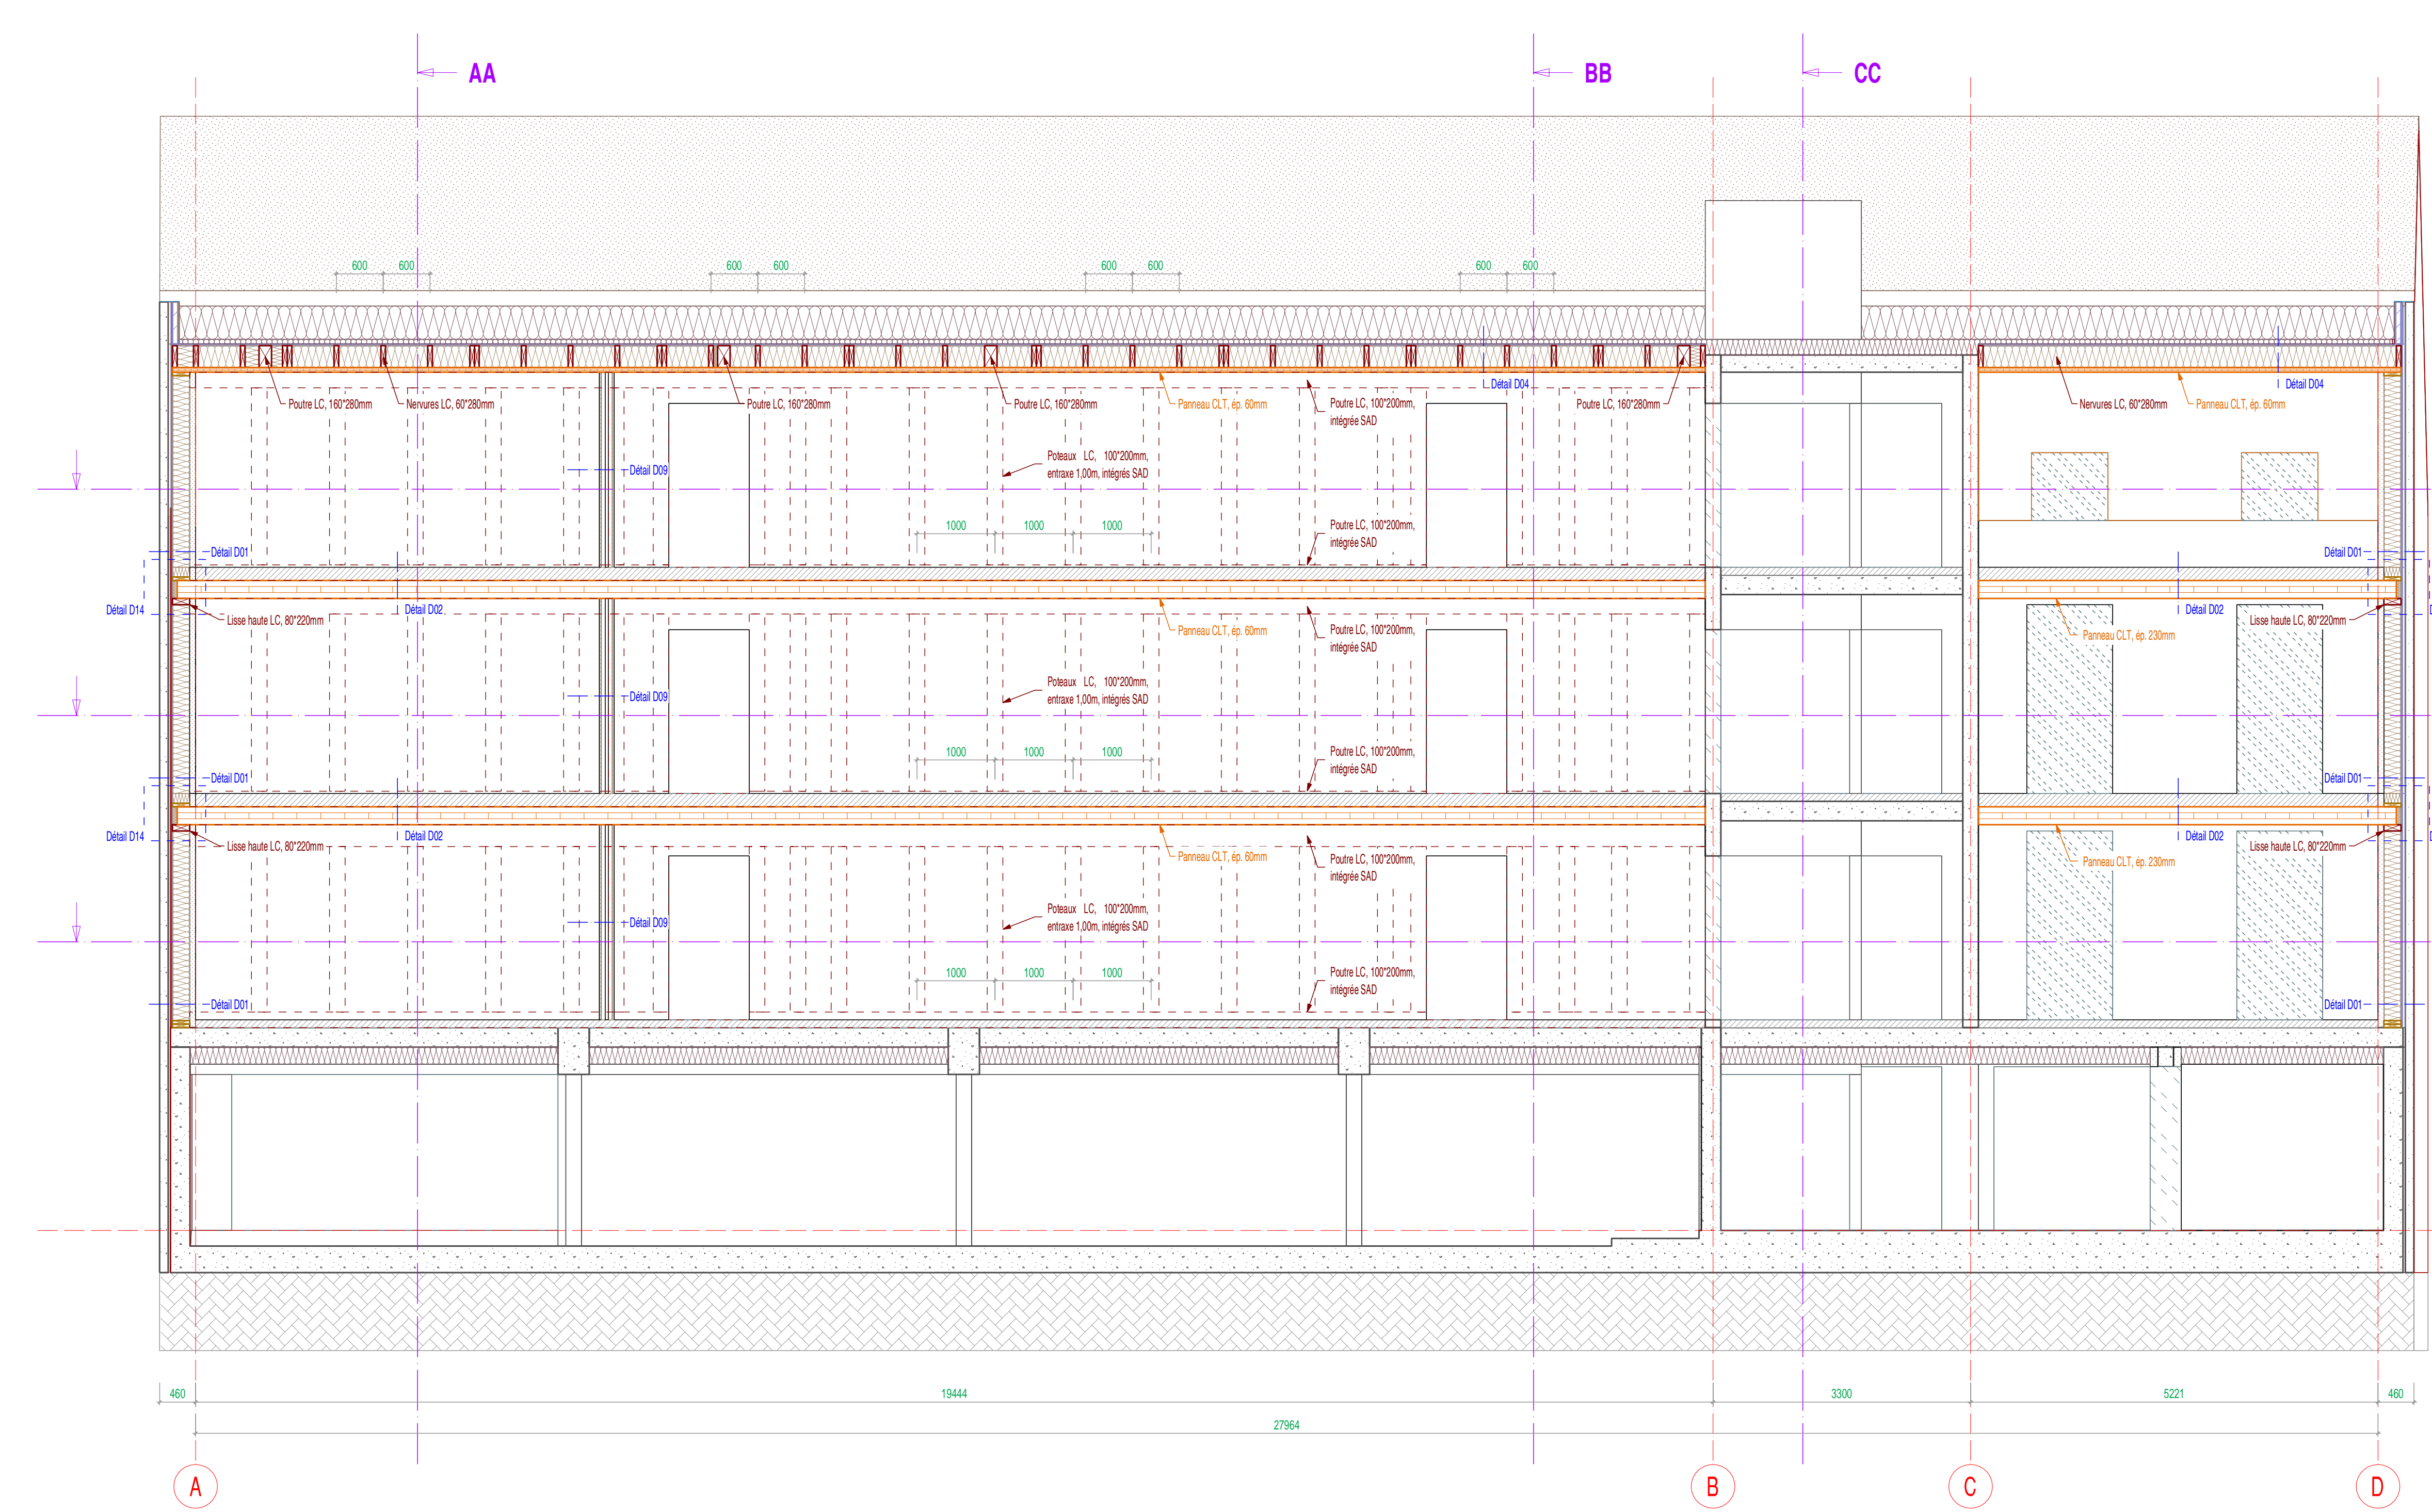 AA
BB
CC
600 600 600 600 600 600 600 600
Détail D04
Détail D04
Poutre LC, 160*280mm
Nervures LC, 60*280mm
Poutre LC, 160*280mm
Poutre LC, 160*280mm
Panneau CLT, ép. 60mm
Poutre LC, 100*200mm,
intégrée SAD
Poutre LC, 160*280mm
Nervures LC, 60*280mm
Panneau CLT, ép. 60mm
Détail D09
Poteaux LC, 100*200mm,
entraxe 1,00m, intégrés SAD
1000 1000 1000
Poutre LC, 100*200mm,
intégrée SAD
Détail D01
Détail D01
Détail D14
Détail D02
Détail D02
Lisse haute LC, 80*220mm
Panneau CLT, ép. 60mm
Poutre LC, 100*200mm,
intégrée SAD
Panneau CLT, ép. 230mm
Lisse haute LC, 80*220mm
Détail D09
Poteaux LC, 100*200mm,
entraxe 1,00m, intégrés SAD
1000 1000 1000
Poutre LC, 100*200mm,
intégrée SAD
Détail D01
Détail D01
Détail D14
Détail D02
Détail D02
Lisse haute LC, 80*220mm
Panneau CLT, ép. 60mm
Poutre LC, 100*200mm,
intégrée SAD
Panneau CLT, ép. 230mm
Lisse haute LC, 80*220mm
Détail D09
Poteaux LC, 100*200mm,
entraxe 1,00m, intégrés SAD
1000 1000 1000
Poutre LC, 100*200mm,
intégrée SAD
Détail D01
Détail D01
460 19444 3300 5221 460
27964
A B C D